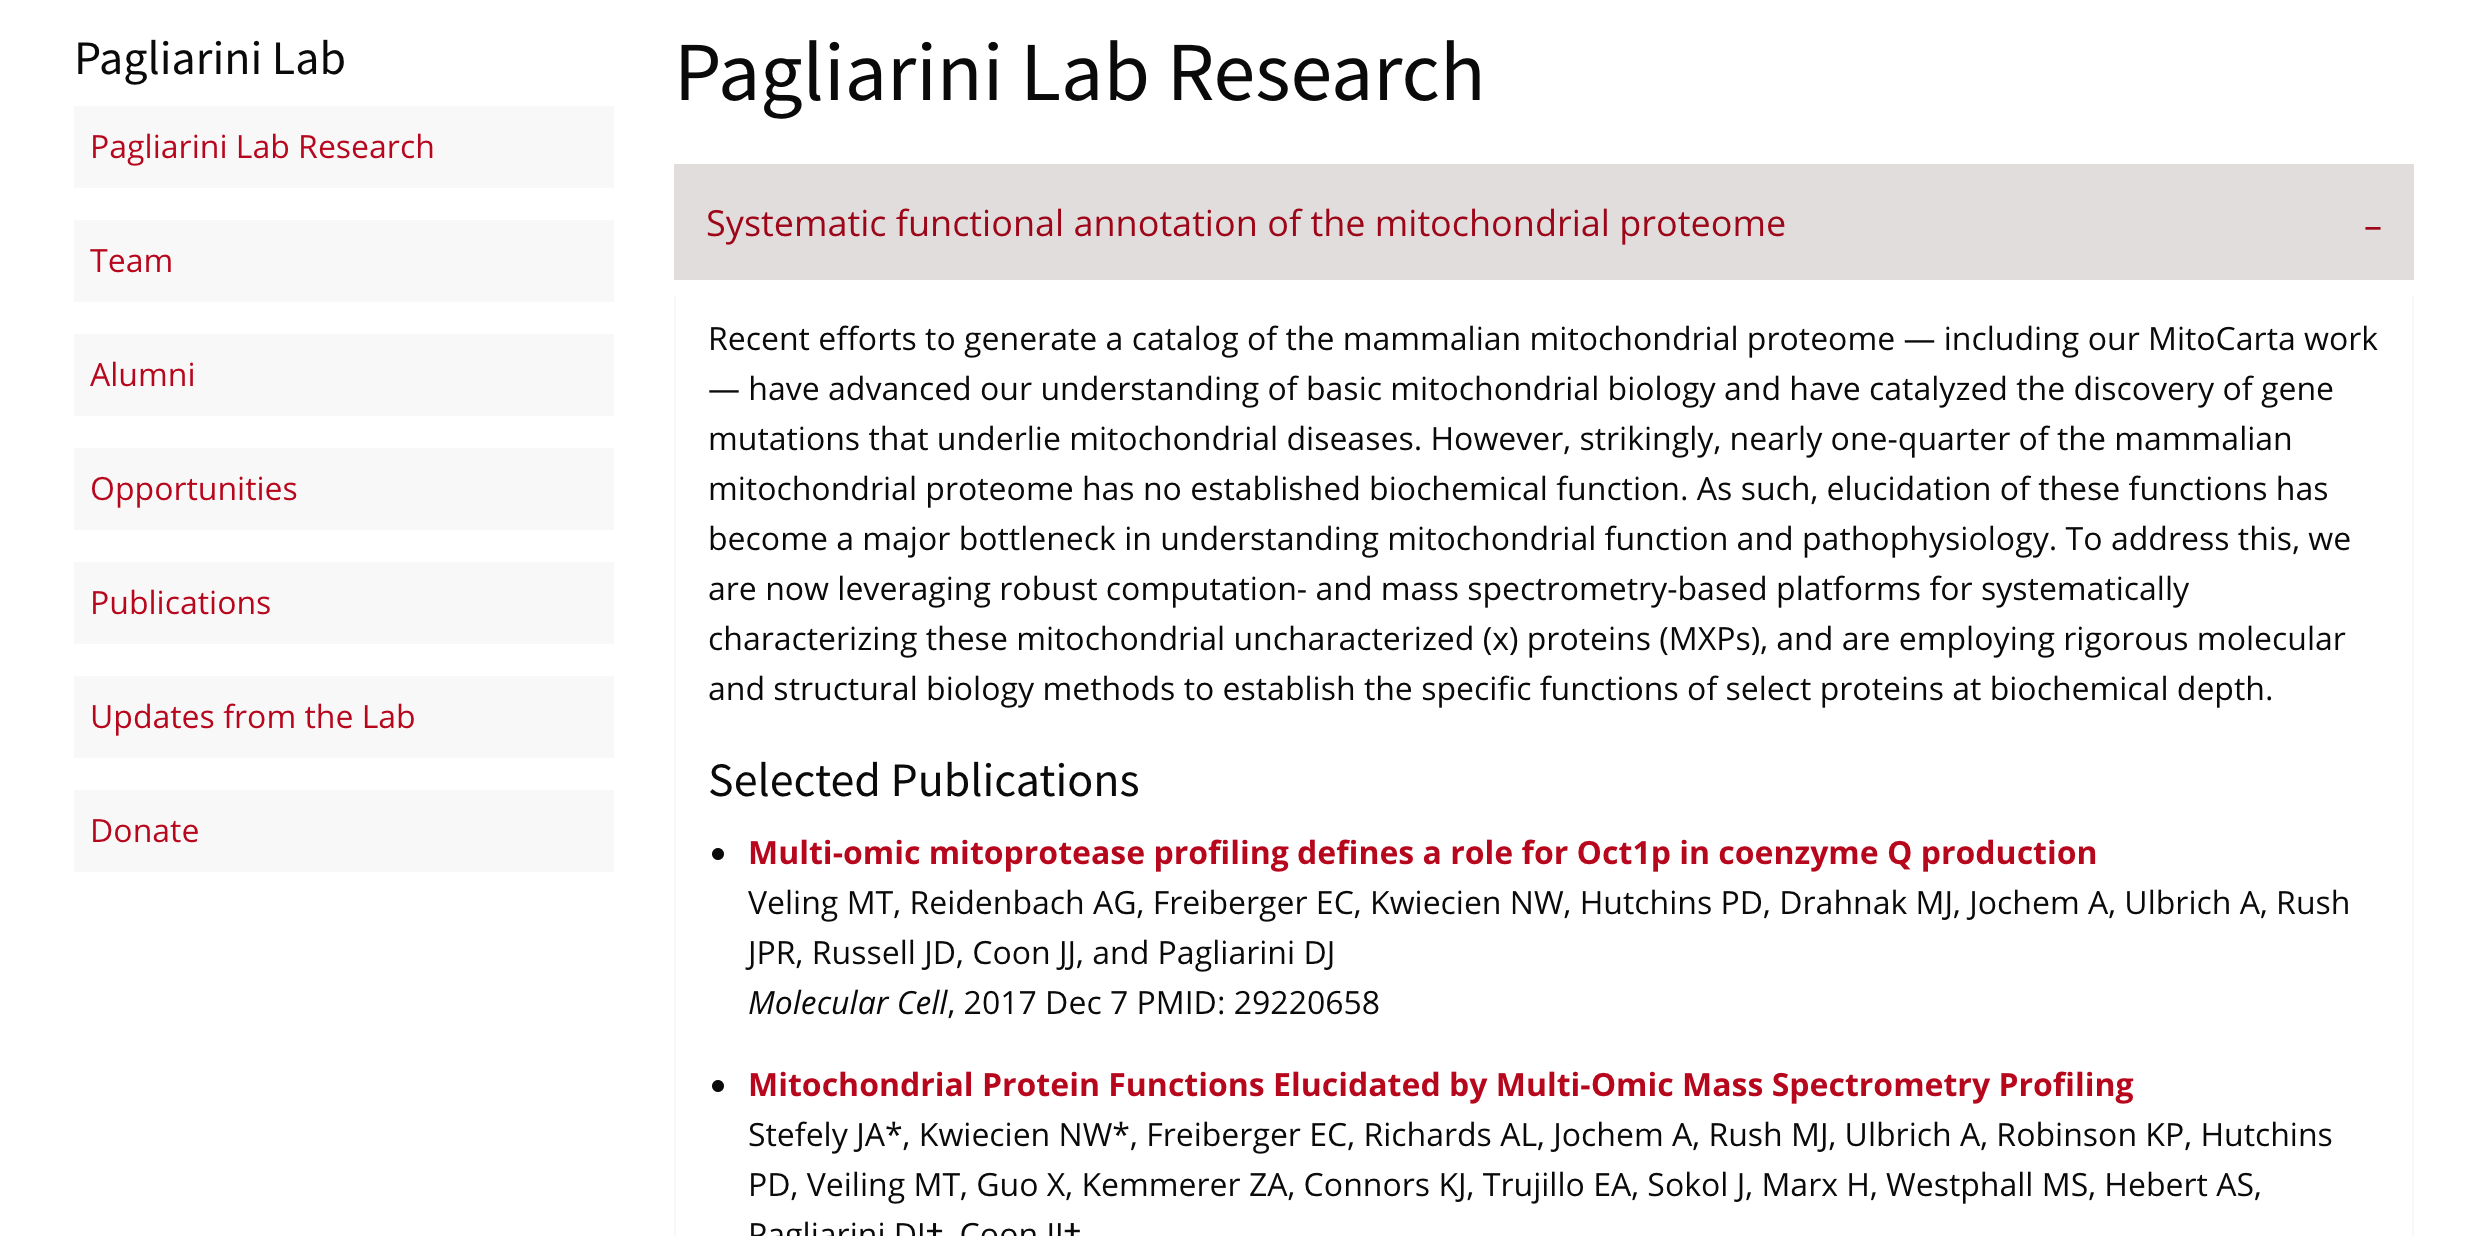 Pagliarini Lab
Pagliarini Lab Research
Team
Alumni
Opportunities
Publications
Updates from the Lab
Donate
Pagliarini Lab Research
Systematic functional annotation of the mitochondrial proteome –
Recent efforts to generate a catalog of the mammalian mitochondrial proteome — including our MitoCarta work
— have advanced our understanding of basic mitochondrial biology and have catalyzed the discovery of gene
mutations that underlie mitochondrial diseases. However, strikingly, nearly one-quarter of the mammalian
mitochondrial proteome has no established biochemical function. As such, elucidation of these functions has
become a major bottleneck in understanding mitochondrial function and pathophysiology. To address this, we
are now leveraging robust computation- and mass spectrometry-based platforms for systematically
characterizing these mitochondrial uncharacterized (x) proteins (MXPs), and are employing rigorous molecular
and structural biology methods to establish the specific functions of select proteins at biochemical depth.
Selected Publications
• Multi-omic mitoprotease profiling defines a role for Oct1p in coenzyme Q production
Veling MT, Reidenbach AG, Freiberger EC, Kwiecien NW, Hutchins PD, Drahnak MJ, Jochem A, Ulbrich A, Rush
JPR, Russell JD, Coon JJ, and Pagliarini DJ
Molecular Cell, 2017 Dec 7 PMID: 29220658
• Mitochondrial Protein Functions Elucidated by Multi-Omic Mass Spectrometry Profiling
Stefely JA*, Kwiecien NW*, Freiberger EC, Richards AL, Jochem A, Rush MJ, Ulbrich A, Robinson KP, Hutchins
PD, Veiling MT, Guo X, Kemmerer ZA, Connors KJ, Trujillo EA, Sokol J, Marx H, Westphall MS, Hebert AS,
Pagliarini DJ†, Coon JJ†